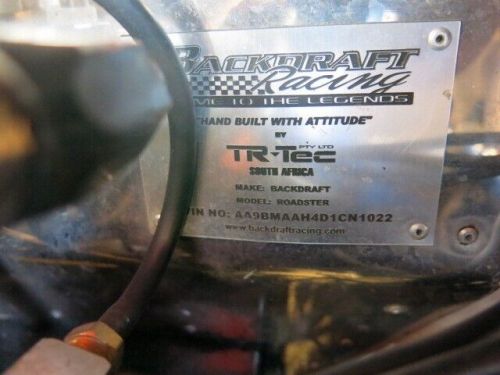 BACKDRAFT
Racing
ME TO THE LEGENDS
"HAND BUILT WITH ATTITUDE"
BY
TR-Tec PTY LTD
SOUTH AFRICA
MAKE: BACKDRAFT
MODEL: ROADSTER
VIN NO: AA9BMAAH4D1CN1022
www.backdraftracing.com